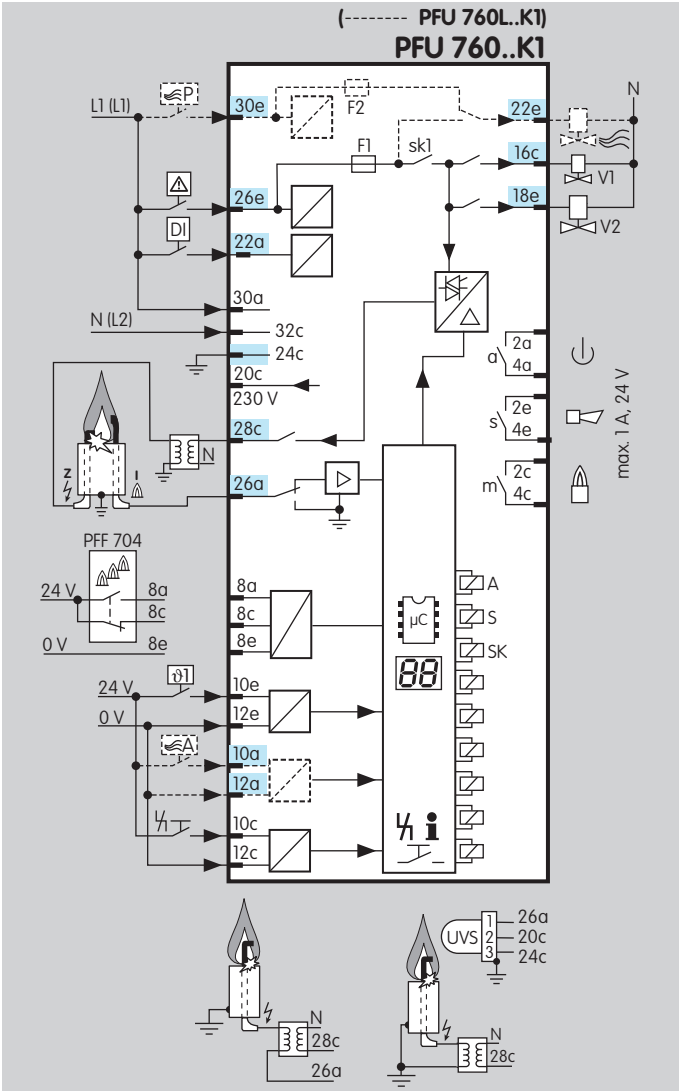 (-------- PFU 760L..K1)
PFU 760..K1
L1 (L1)
P
30e
F2
22e
N
F1
sk1
16c
V1
26e
18e
V2
DI
22a
30a
N (L2)
32c
24c
20c
230 V
28c
N
26a
z
I
a
2a
4a
s
2e
4e
m
2c
4c
max. 1 A, 24 V
PFF 704
24 V
8a
8c
0 V
8e
8a
8c
8e
µC
88
A
S
SK
24 V
ϑ1
10e
0 V
12e
A
10a
12a
10c
12c
i
N
28c
26a
UVS
1
2
3
26a
20c
24c
N
28c